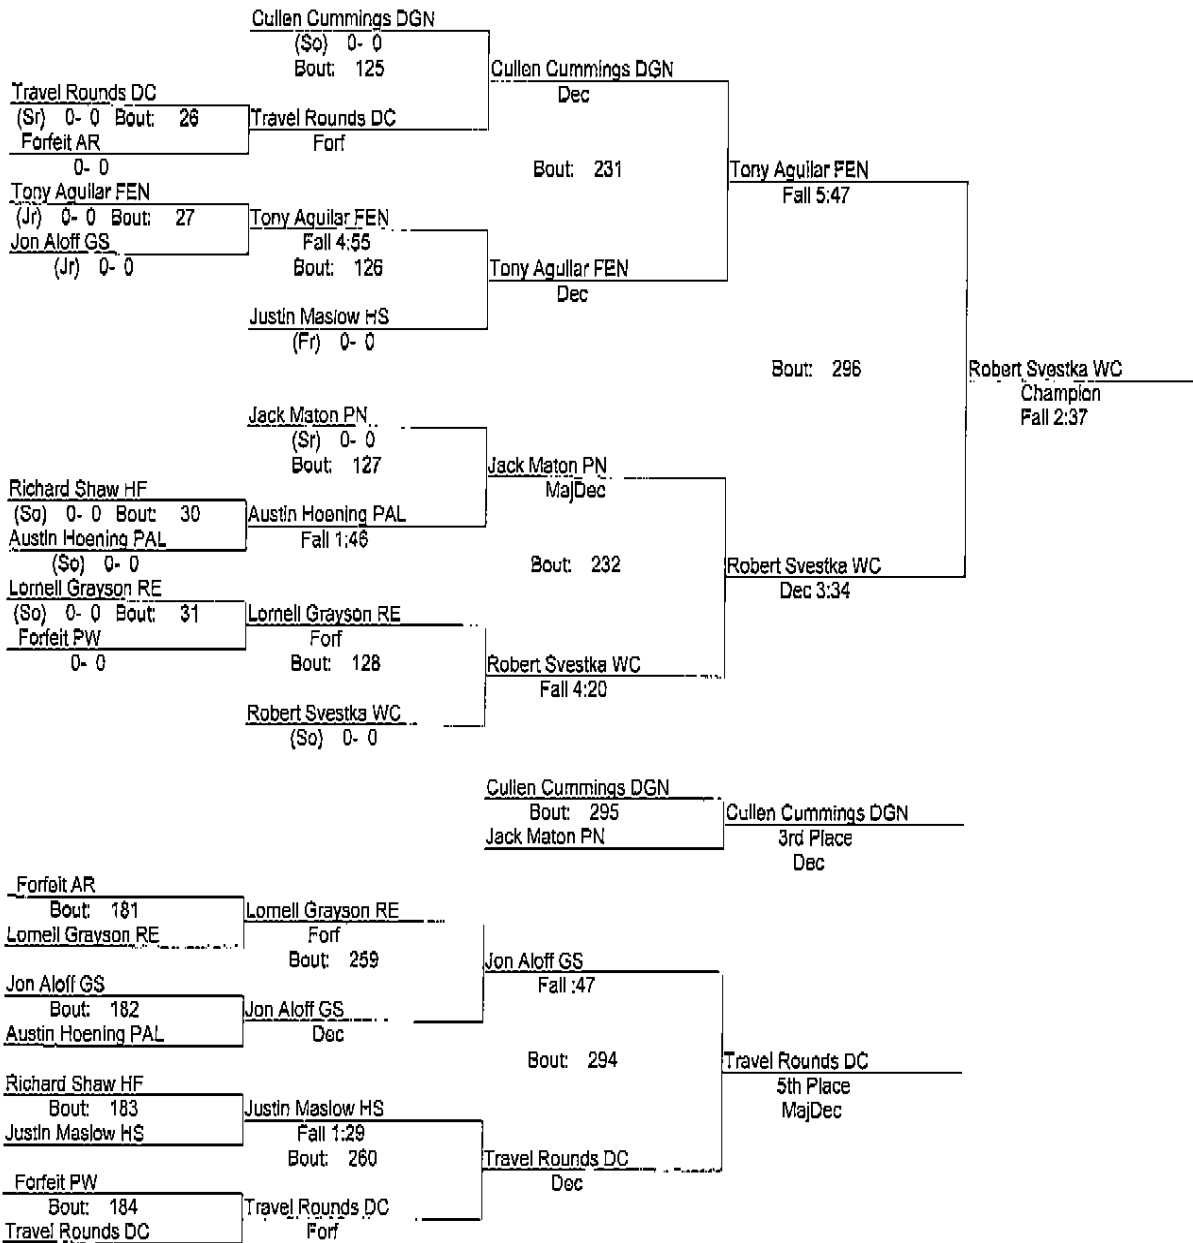 Cullen Cummings DGN
(So) 0- 0
Bout: 125
Cullen Cummings DGN
Dec
Travel Rounds DC
(Sr) 0- 0 Bout: 26
Travel Rounds DC
Forfeit AR
Forf
0- 0
Bout: 231
Tony Aguilar FEN
Fall 5:47
Tony Aguilar FEN
(Jr) 0- 0 Bout: 27
Tony Aguilar FEN
Jon Aloff GS
Fall 4:55
(Jr) 0- 0
Bout: 126
Tony Aguilar FEN
Dec
Justin Maslow HS
(Fr) 0- 0
Bout: 296
Robert Svestka WC
Champion
Fall 2:37
Jack Maton PN
(Sr) 0- 0
Bout: 127
Jack Maton PN
MajDec
Richard Shaw HF
(So) 0- 0 Bout: 30
Austin Hoening PAL
Austin Hoening PAL
Fall 1:46
(So) 0- 0
Bout: 232
Robert Svestka WC
Dec 3:34
Lornell Grayson RE
(So) 0- 0 Bout: 31
Lornell Grayson RE
Forfeit PW
Forf
0- 0
Bout: 128
Robert Svestka WC
Fall 4:20
Robert Svestka WC
(So) 0- 0
Cullen Cummings DGN
Bout: 295
Cullen Cummings DGN
Jack Maton PN
3rd Place
Dec
Forfeit AR
Bout: 181
Lornell Grayson RE
Lornell Grayson RE
Forf
Bout: 259
Jon Aloff GS
Fall :47
Jon Aloff GS
Bout: 182
Jon Aloff GS
Austin Hoening PAL
Dec
Bout: 294
Travel Rounds DC
5th Place
MajDec
Richard Shaw HF
Bout: 183
Justin Maslow HS
Justin Maslow HS
Fall 1:29
Bout: 260
Travel Rounds DC
Dec
Forfeit PW
Bout: 184
Travel Rounds DC
Travel Rounds DC
Forf